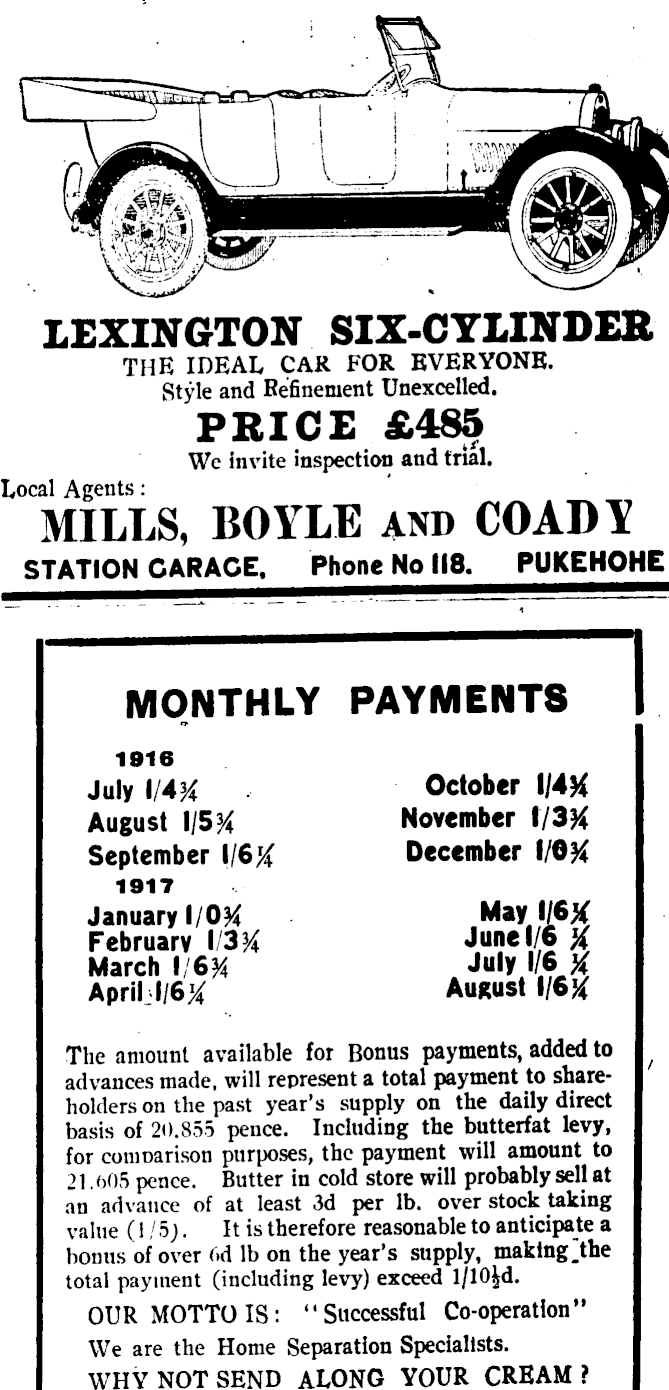 LEXINGTON SIX-CYLINDER
THE IDEAL CAR FOR EVERYONE.
Style and Refinement Unexcelled.
PRICE £485
We invite inspection and trial.
Local Agents :
MILLS, BOYLE AND COADY
STATION GARAGE, Phone No 118. PUKEHOHE
MONTHLY PAYMENTS
1916
July 1/4¾ October 1/4¾
August 1/5¾ November 1/3¾
September 1/6¼ December 1/0¾
1917
January 1/0¾ May 1/6¼
February 1/3¾ June 1/6 ¼
March 1/6¾ July 1/6 ¼
April 1/6¼ August 1/6¼
The amount available for Bonus payments, added to
advances made, will represent a total payment to share-
holders on the past year's supply on the daily direct
basis of 20.855 pence. Including the butterfat levy,
for comparison purposes, the payment will amount to
21.605 pence. Butter in cold store will probably sell at
an advance of at least 3d per lb. over stock taking
value (1/5). It is therefore reasonable to anticipate a
bonus of over 6d lb on the year's supply, making the
total payment (including levy) exceed 1/10½d.
OUR MOTTO IS : "Successful Co-operation"
We are the Home Separation Specialists.
WHY NOT SEND ALONG YOUR CREAM ?